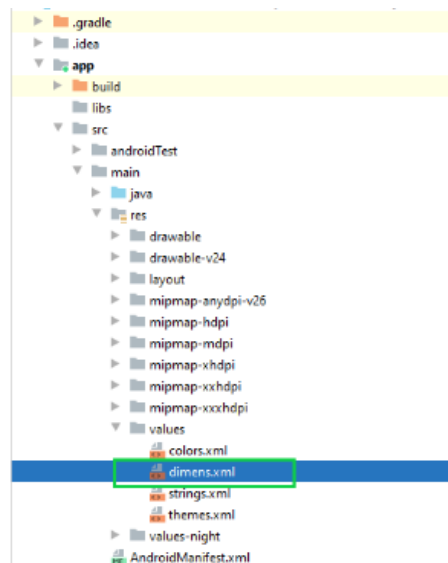 .gradle
.idea
app
build
libs
src
androidTest
main
java
res
drawable
drawable-v24
layout
mipmap-anydpi-v26
mipmap-hdpi
mipmap-mdpi
mipmap-xhdpi
mipmap-xxhdpi
mipmap-xxxhdpi
values
colors.xml
dimens.xml
strings.xml
themes.xml
values-night
AndroidManifest.xml